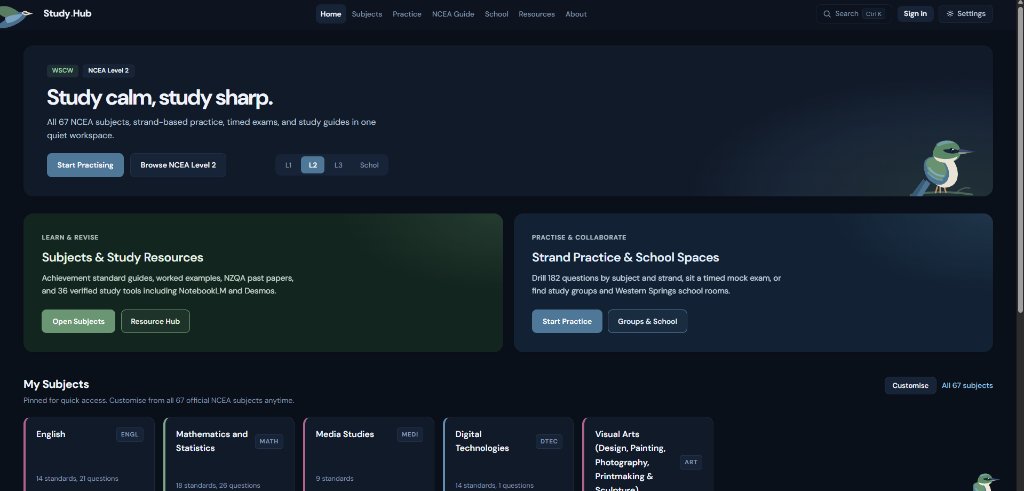 Study.Hub
Home Subjects Practice NCEA Guide School Resources About
Search Ctrl K
Sign in
Settings
WSCW NCEA Level 2
Study calm, study sharp.
All 67 NCEA subjects, strand-based practice, timed exams, and study guides in one
quiet workspace.
Start Practising Browse NCEA Level 2 L1 L2 L3 Schol
LEARN & REVISE
Subjects & Study Resources
Achievement standard guides, worked examples, NZQA past papers,
and 36 verified study tools including NotebookLM and Desmos.
Open Subjects Resource Hub
PRACTISE & COLLABORATE
Strand Practice & School Spaces
Drill 182 questions by subject and strand, sit a timed mock exam, or
find study groups and Western Springs school rooms.
Start Practice Groups & School
My Subjects
Pinned for quick access. Customise from all 67 official NCEA subjects anytime.
Customise All 67 subjects
English ENGL
14 standards, 21 questions
Mathematics and
Statistics
MATH
18 standards, 26 questions
Media Studies MEDI
9 standards
Digital
Technologies
DTEC
14 standards, 1 questions
Visual Arts
(Design, Painting,
Photography,
Printmaking &
Sculpture)
ART